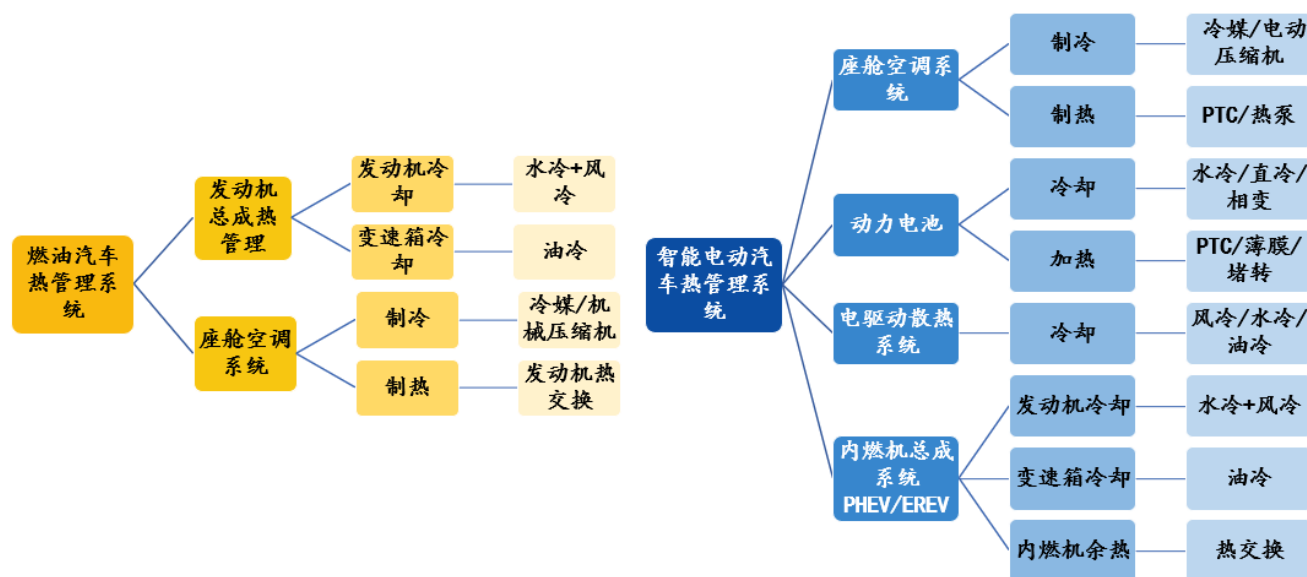 燃油汽车
热管理系
统
发动机
总成热
管理
发动机冷
却
水冷+风
冷
变速箱冷
却
油冷
座舱空调
系统
制冷
冷媒/机
械压缩机
制热
发动机热
交换
智能电动汽
车热管理系
统
座舱空调系
统
制冷
冷媒/电动
压缩机
制热
PTC/热泵
动力电池
冷却
水冷/直冷/
相变
加热
PTC/薄膜/
堵转
电驱动散热
系统
冷却
风冷/水冷/
油冷
内燃机总成
系统
PHEV/EREV
发动机冷却
水冷+风冷
变速箱冷却
油冷
内燃机余热
热交换